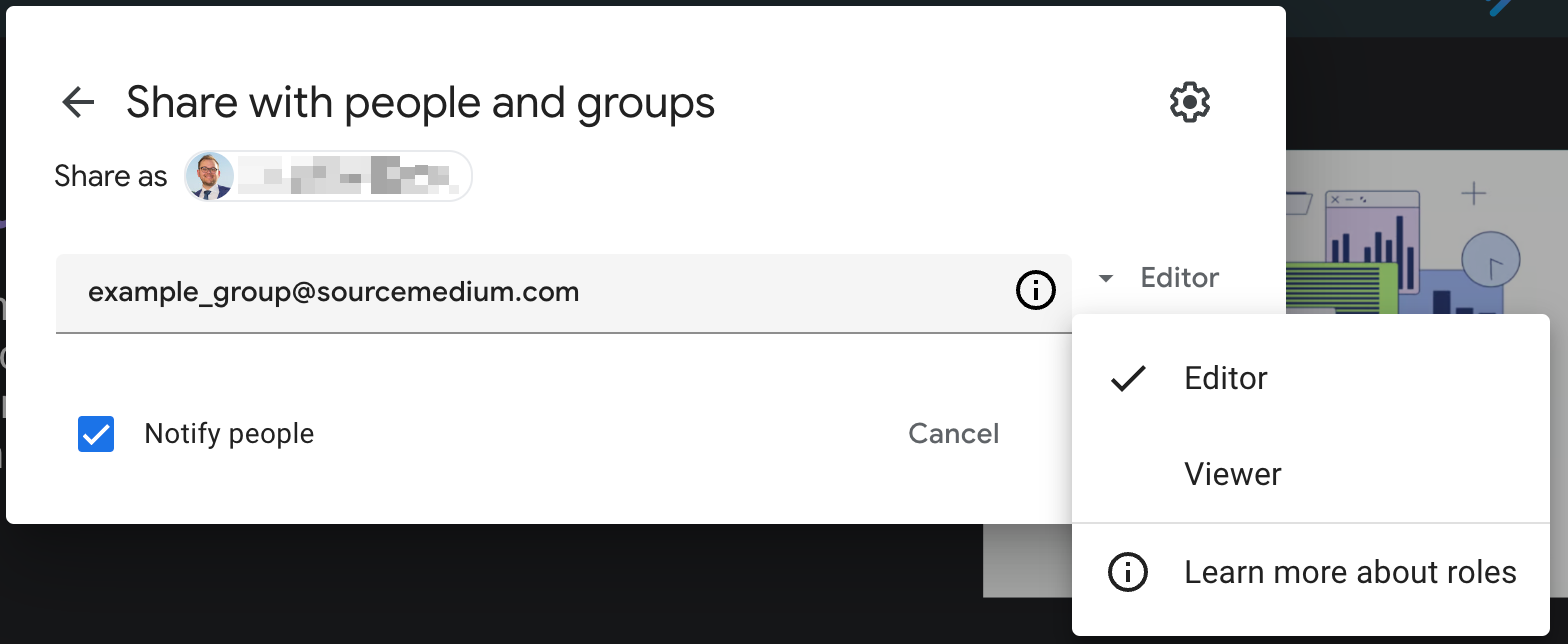 Share with people and groups
Share as
example_group@sourcemedium.com
Editor
Editor
Viewer
Learn more about roles
Notify people
Cancel